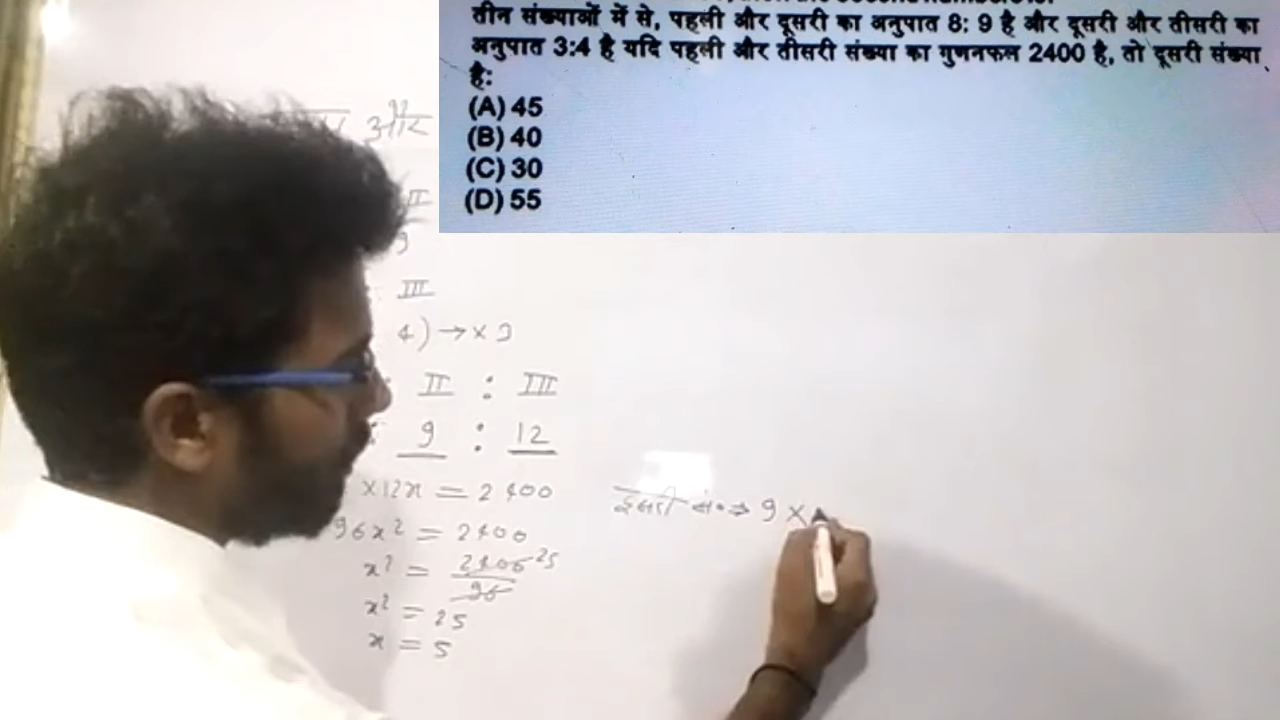 तीन संख्याओं में से, पहली और दूसरी का अनुपात 8: 9 है और दूसरी और तीसरी का
अनुपात 3:4 है यदि पहली और तीसरी संख्या का गुणनफल 2400 है, तो दूसरी संख्या
है:
(A) 45
(B) 40
(C) 30
(D) 55
और
II
9
III
4) → × 3
II : III
: 9 : 12
×12x = 2400
96x² = 2400
x² = 2400 25
96
x² = 25
x = 5
दूसरी सं० ⇒ 9 ×